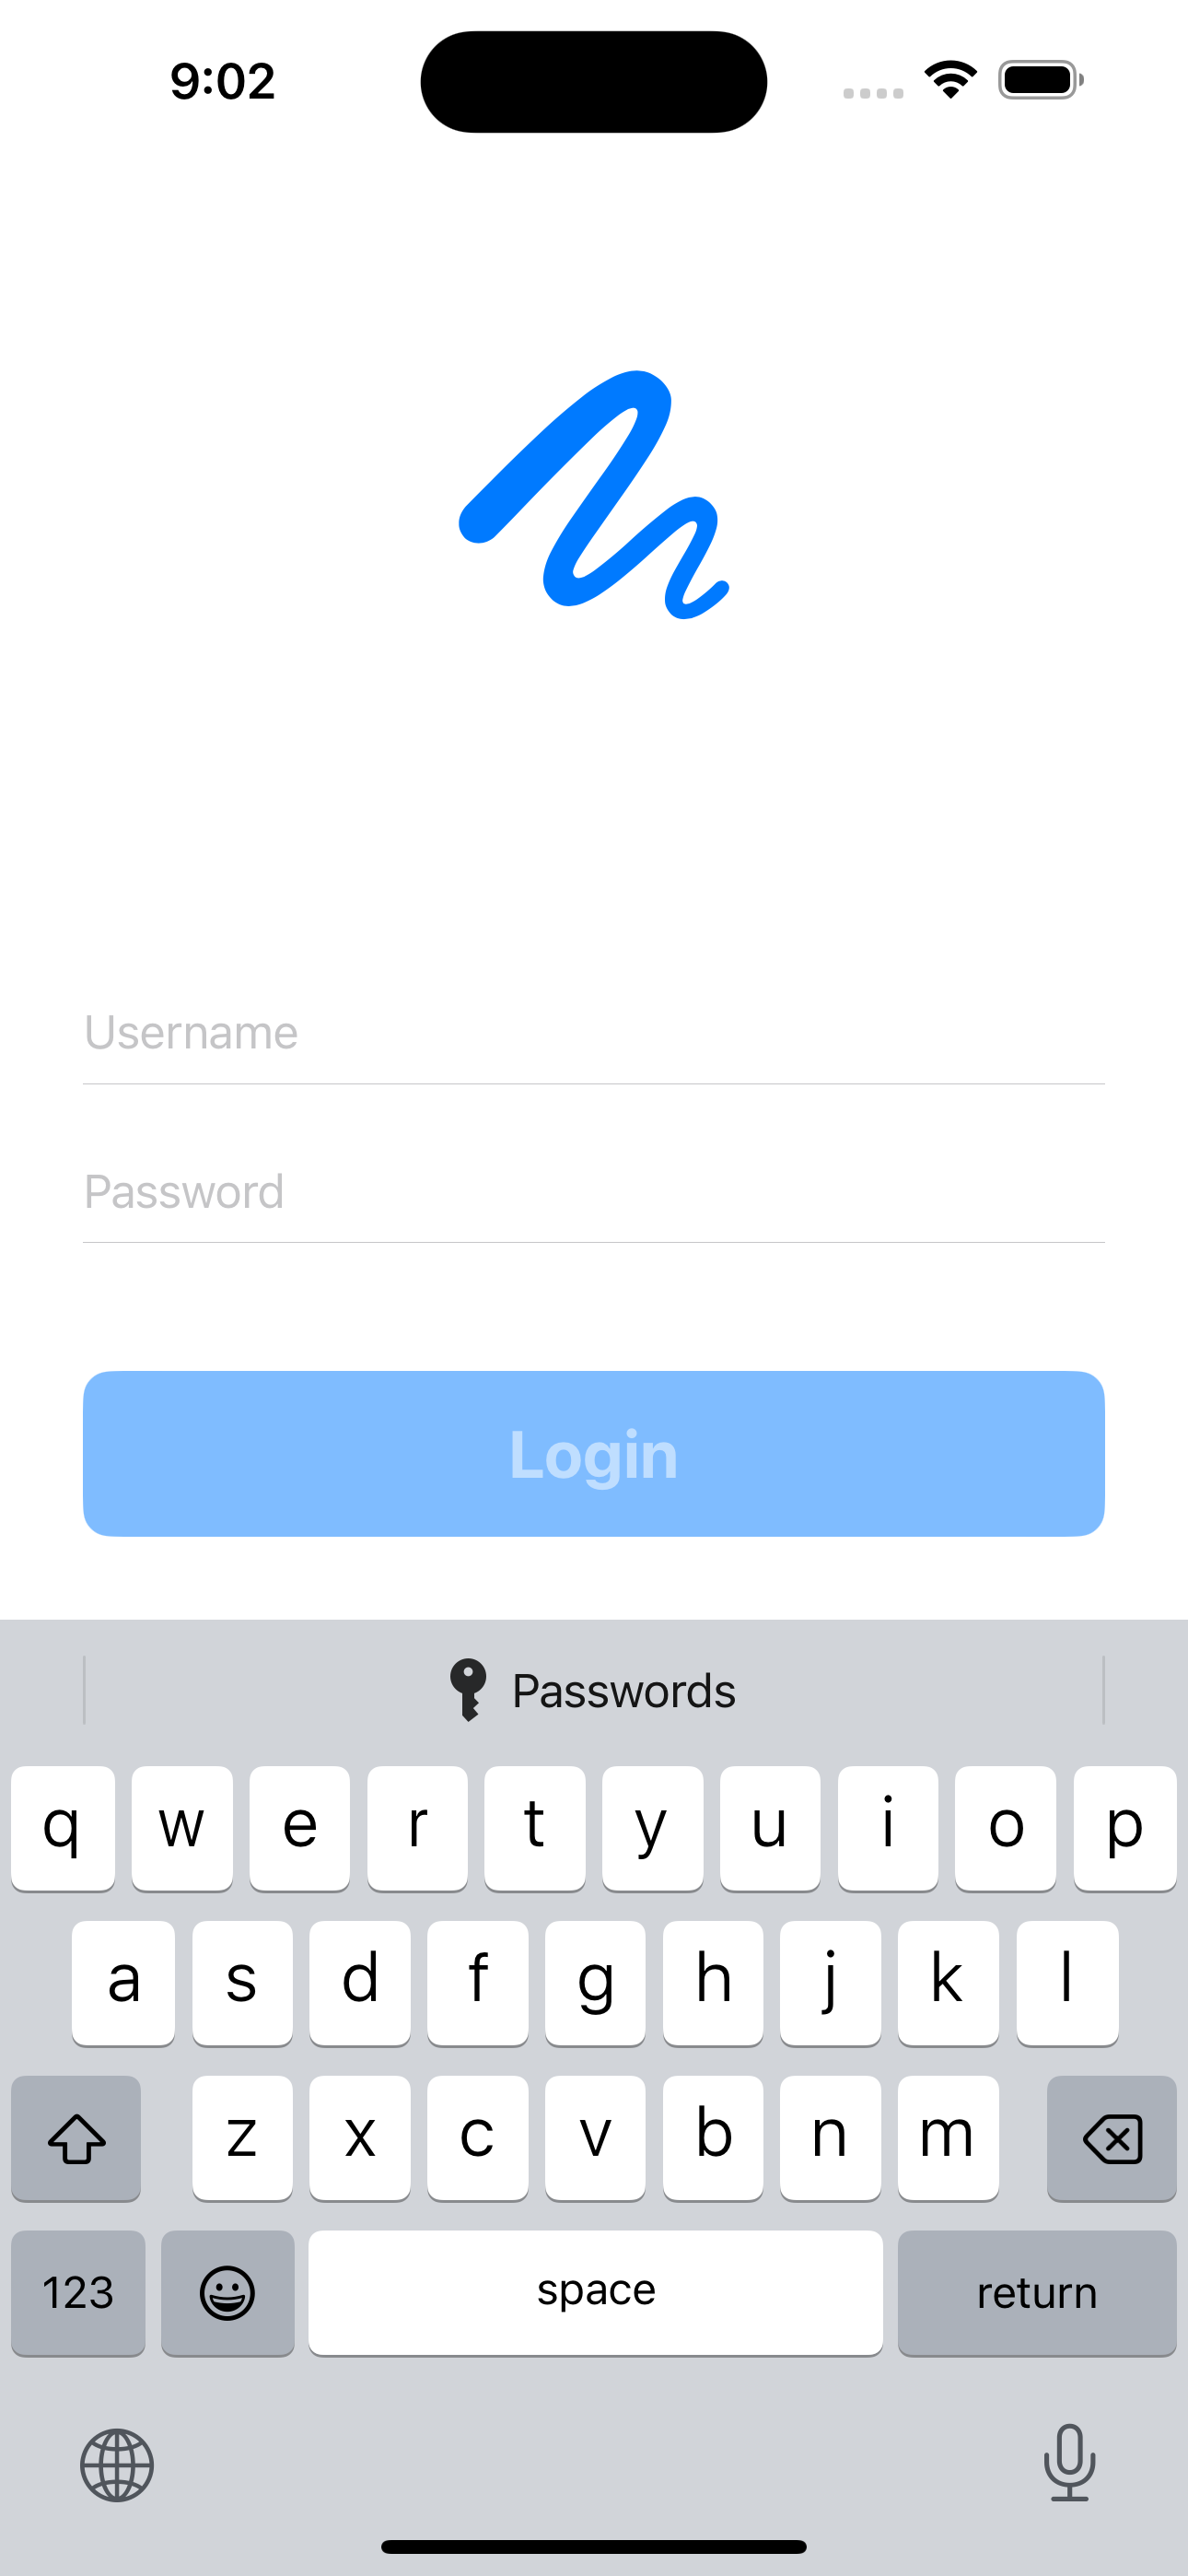 9:02
Username
Password
Login
Passwords
q w e r t y u i o p
a s d f g h j k l
z x c v b n m
123 space return